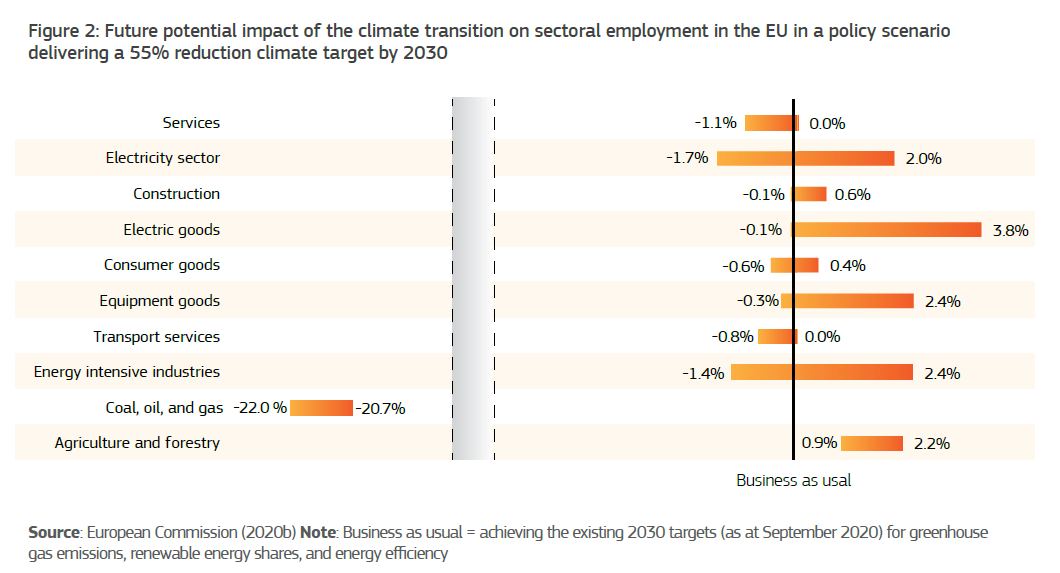 Figure 2: Future potential impact of the climate transition on sectoral employment in the EU in a policy scenario
delivering a 55% reduction climate target by 2030
Services -1.1% 0.0%
Electricity sector -1.7% 2.0%
Construction -0.1% 0.6%
Electric goods -0.1% 3.8%
Consumer goods -0.6% 0.4%
Equipment goods -0.3% 2.4%
Transport services -0.8% 0.0%
Energy intensive industries -1.4% 2.4%
Coal, oil, and gas -22.0 % -20.7%
Agriculture and forestry 0.9% 2.2%
Business as usal
Source: European Commission (2020b) Note: Business as usual = achieving the existing 2030 targets (as at September 2020) for greenhouse
gas emissions, renewable energy shares, and energy efficiency